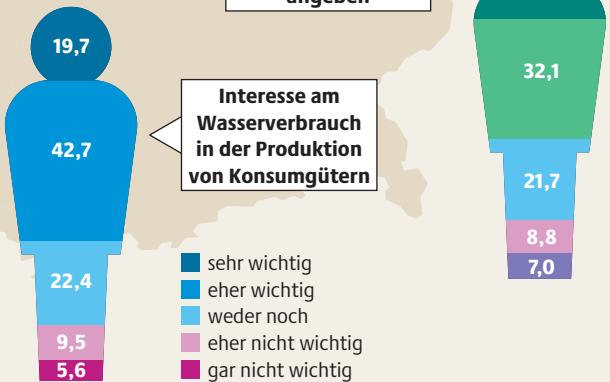 angeben
19,7
42,7
22,4
9,5
5,6
Interesse am
Wasserverbrauch
in der Produktion
von Konsumgütern
sehr wichtig
eher wichtig
weder noch
eher nicht wichtig
gar nicht wichtig
32,1
21,7
8,8
7,0